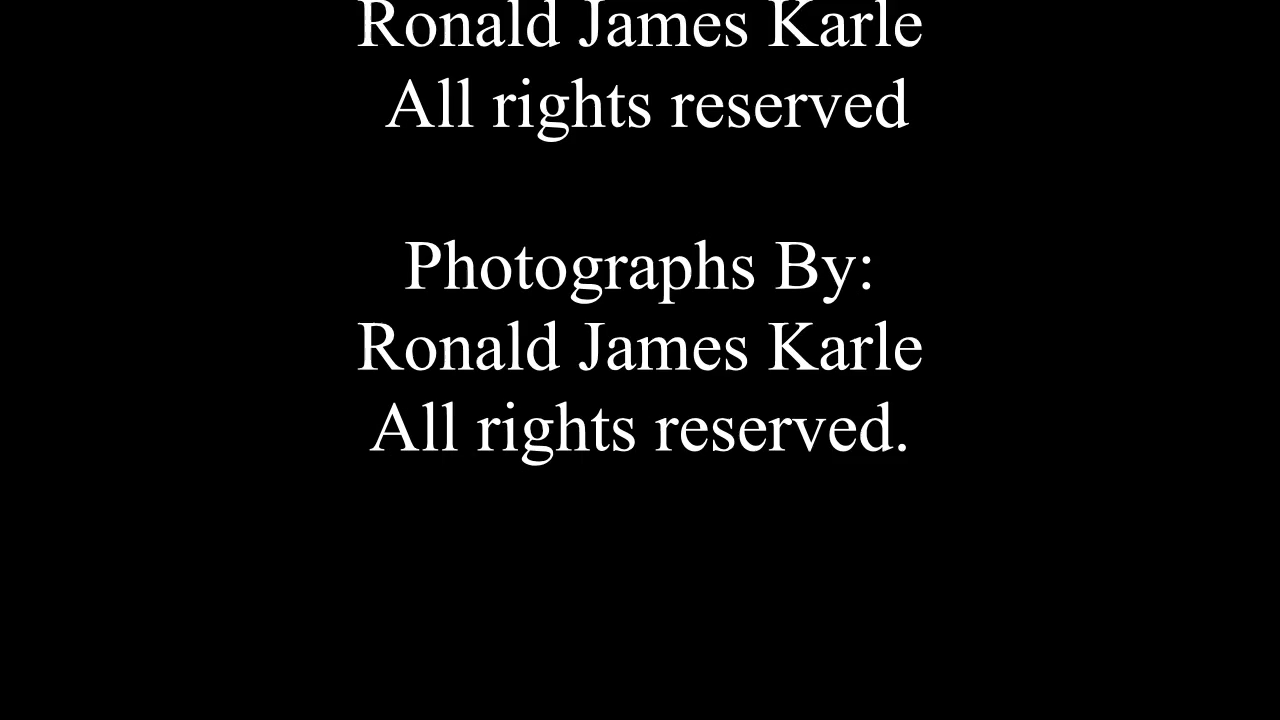 Ronald James Karle
All rights reserved
Photographs By:
Ronald James Karle
All rights reserved.